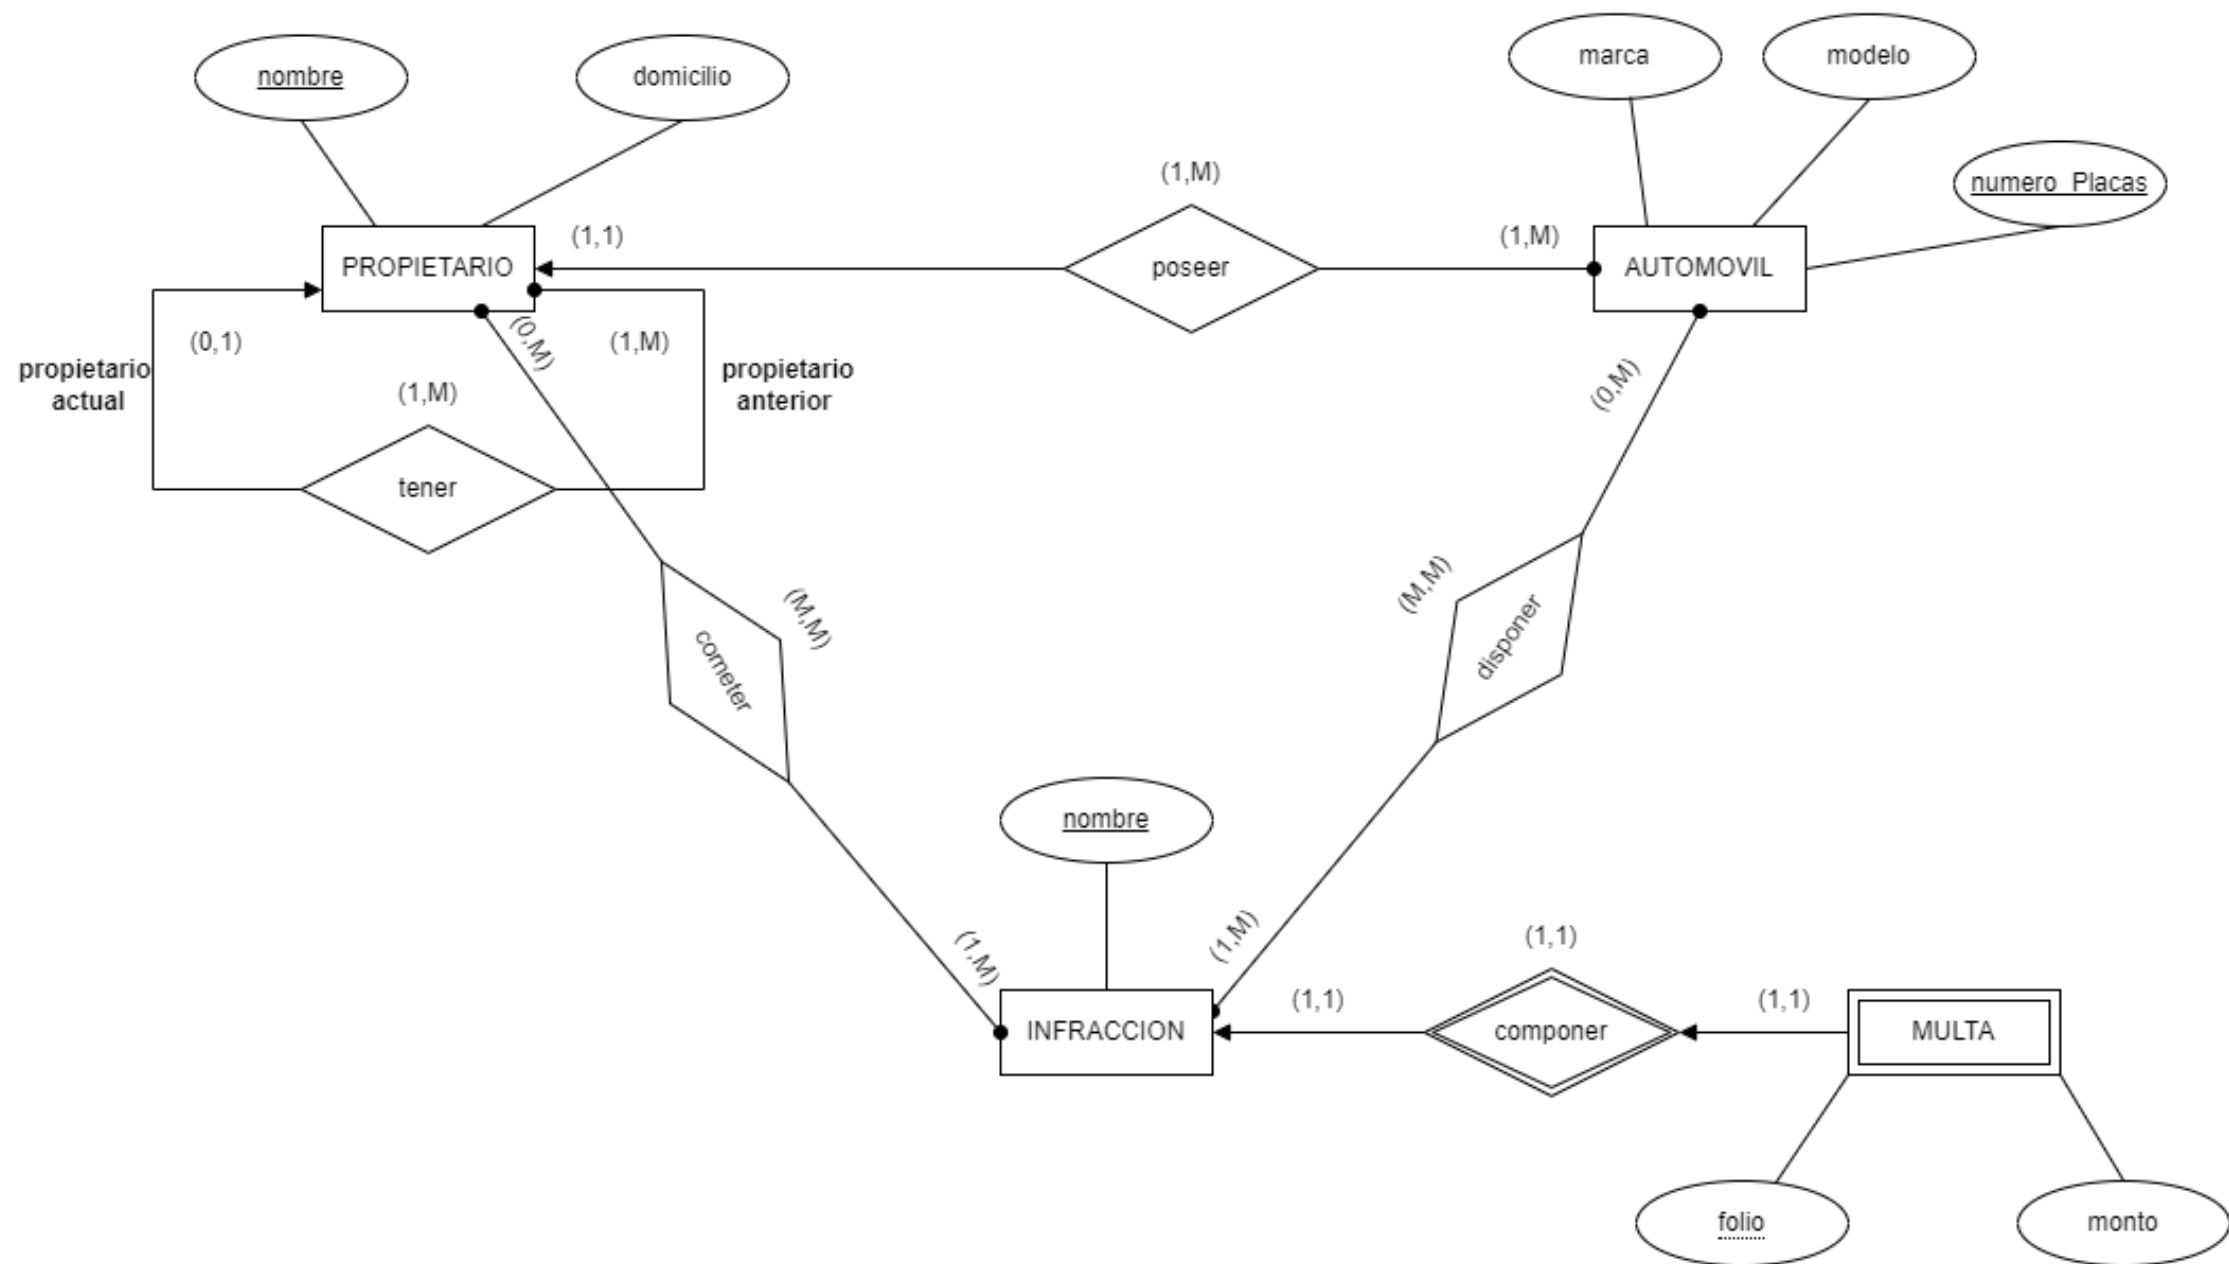 nombre
domicilio
marca
modelo
numero_Placas
(1,M)
(1,1)
(1,M)
PROPIETARIO
poseer
AUTOMOVIL
(0,1)
(0,M)
(1,M)
propietario
actual
propietario
anterior
(1,M)
(0,M)
tener
(M,M)
(M,M)
cometer
disponer
nombre
(1,M)
(1,M)
(1,1)
(1,1)
(1,1)
INFRACCION
componer
MULTA
folio
monto